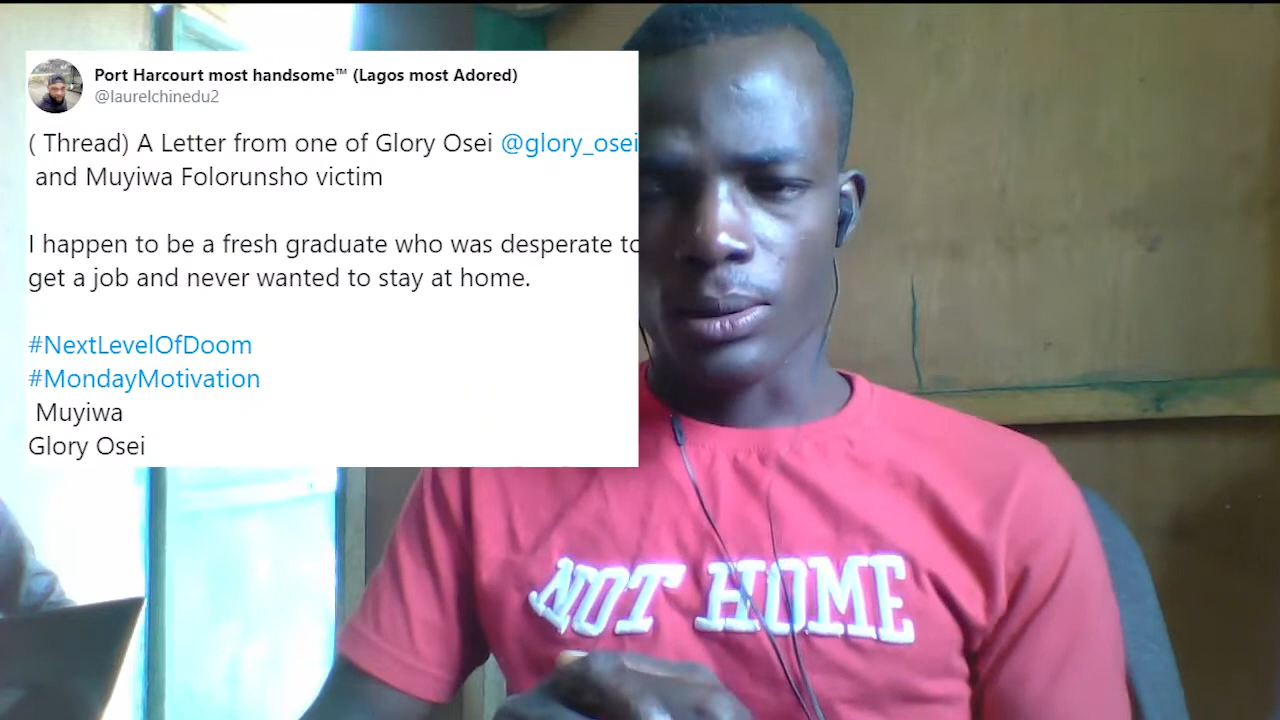 Port Harcourt most handsome™ (Lagos most Adored)
@laurelchinedu2
( Thread) A Letter from one of Glory Osei @glory_osei
and Muyiwa Folorunsho victim
I happen to be a fresh graduate who was desperate to
get a job and never wanted to stay at home.
#NextLevelOfDoom
#MondayMotivation
Muyiwa
Glory Osei
NOT HOME